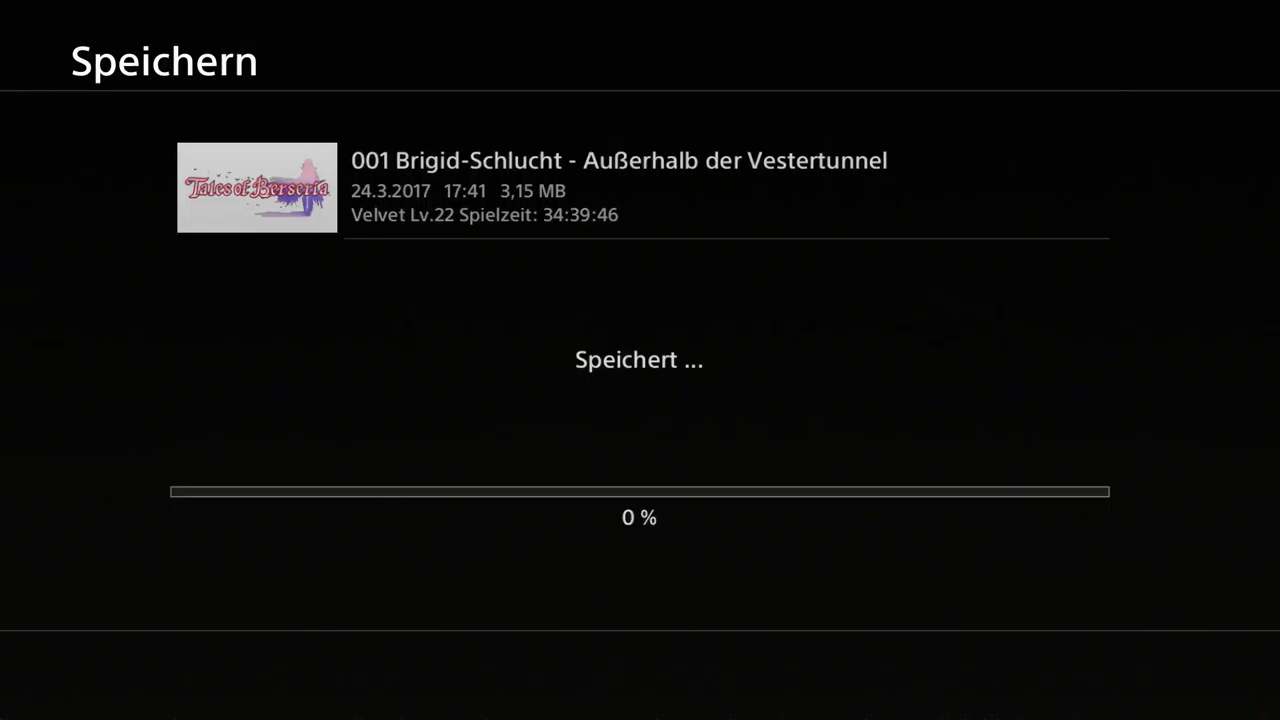 Speichern
Tales of Berseria
001 Brigid-Schlucht - Außerhalb der Vestertunnel
24.3.2017 17:41 3,15 MB
Velvet Lv.22 Spielzeit: 34:39:46
Speichert ...
0 %